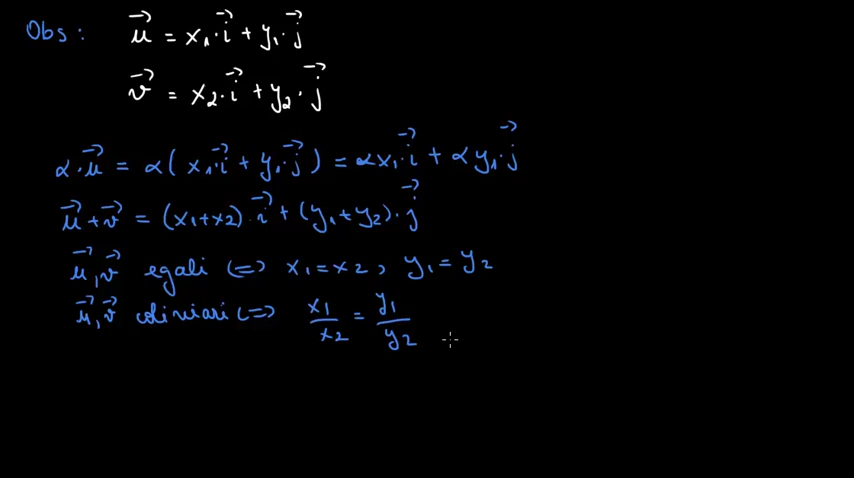 Obs : u⃗ = x₁·i⃗ + y₁·j⃗
v⃗ = x₂·i⃗ + y₂·j⃗
α·u⃗ = α( x₁·i⃗ + y₁·j⃗ ) = αx₁·i⃗ + αy₁·j⃗
u⃗+v⃗ = (x₁+x₂)·i⃗ + (y₁+y₂)·j⃗
u⃗,v⃗ egali (=> x₁=x₂, y₁=y₂
u⃗,v⃗ coliniari (=> x₁/x₂ = y₁/y₂